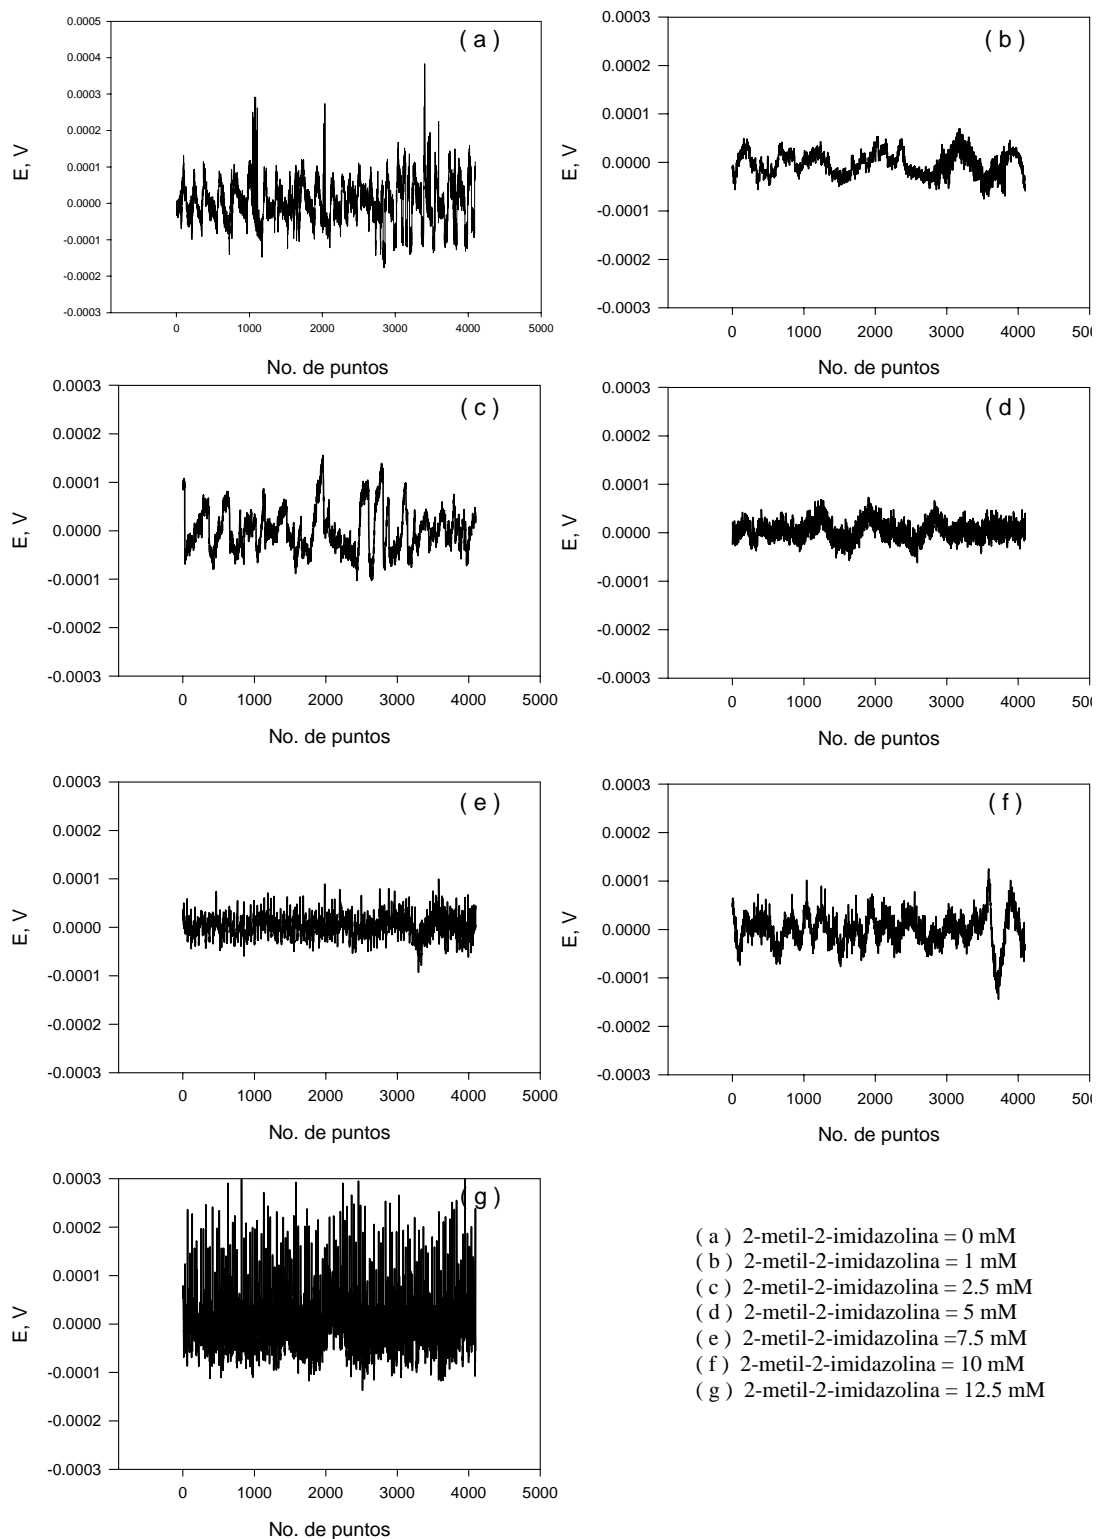 ( a )
0.0005
0.0004
0.0003
0.0002
0.0001
0.0000
-0.0001
-0.0002
-0.0003
E, V
0 1000 2000 3000 4000 5000
No. de puntos
( b )
0.0003
0.0002
0.0001
0.0000
-0.0001
-0.0002
-0.0003
E, V
0 1000 2000 3000 4000
No. de puntos
( c )
0.0003
0.0002
0.0001
0.0000
-0.0001
-0.0002
-0.0003
E, V
0 1000 2000 3000 4000 5000
No. de puntos
( d )
0.0003
0.0002
0.0001
0.0000
-0.0001
-0.0002
-0.0003
E, V
0 1000 2000 3000 4000
No. de puntos
( e )
0.0003
0.0002
0.0001
0.0000
-0.0001
-0.0002
-0.0003
E, V
0 1000 2000 3000 4000 5000
No. de puntos
( f )
0.0003
0.0002
0.0001
0.0000
-0.0001
-0.0002
-0.0003
E, V
0 1000 2000 3000 4000
No. de puntos
( g )
0.0003
0.0002
0.0001
0.0000
-0.0001
-0.0002
-0.0003
E, V
0 1000 2000 3000 4000 5000
No. de puntos
( a ) 2-metil-2-imidazolina = 0 mM
( b ) 2-metil-2-imidazolina = 1 mM
( c ) 2-metil-2-imidazolina = 2.5 mM
( d ) 2-metil-2-imidazolina = 5 mM
( e ) 2-metil-2-imidazolina =7.5 mM
( f ) 2-metil-2-imidazolina = 10 mM
( g ) 2-metil-2-imidazolina = 12.5 mM